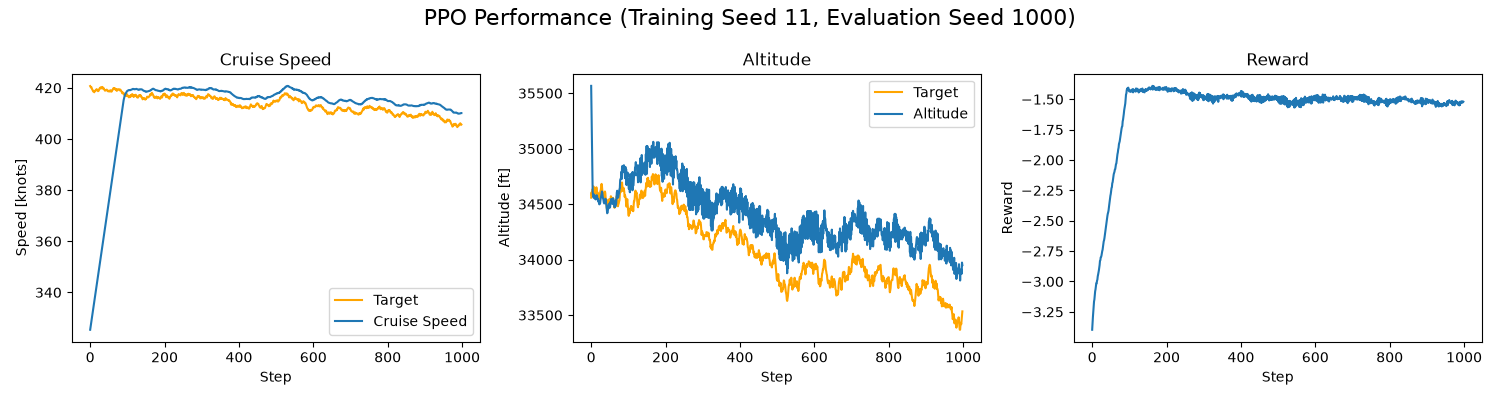 PPO Performance (Training Seed 11, Evaluation Seed 1000)
Cruise Speed
Speed [knots]
420
400
380
360
340
0 200 400 600 800 1000
Step
Target
Cruise Speed
Altitude
Altitude [ft]
35500
35000
34500
34000
33500
0 200 400 600 800 1000
Step
Target
Altitude
Reward
Reward
−1.50
−1.75
−2.00
−2.25
−2.50
−2.75
−3.00
−3.25
0 200 400 600 800 1000
Step